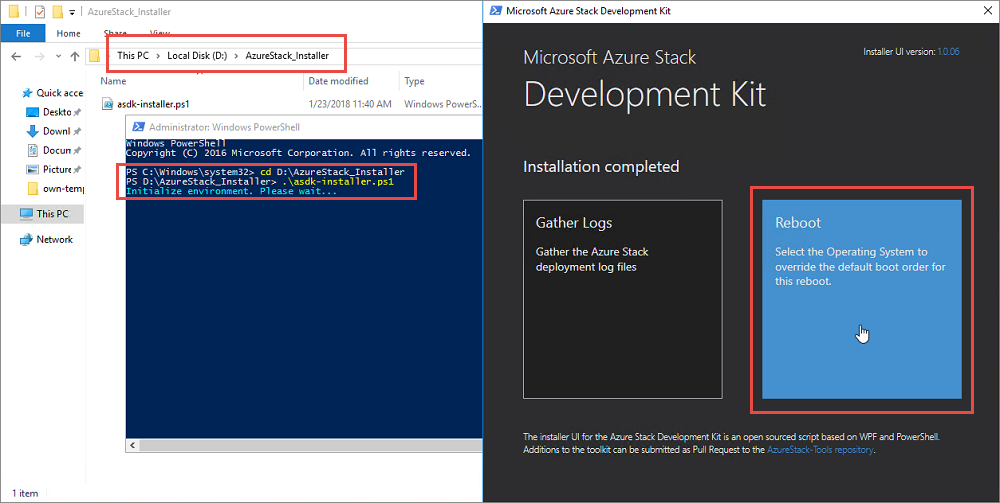 AzureStack_Installer
File Home Share View
This PC Local Disk (D:) AzureStack_Installer
Name Date modified Type
Quick acce
Deskto
Downl
Docum
Picture
own-temp
This PC
Network
asdk-installer.ps1 1/23/2018 11:40 AM Windows PowerS...
Administrator: Windows PowerShell
Windows PowerShell
Copyright (C) 2016 Microsoft Corporation. All rights reserved.
PS C:\Windows\system32> cd D:\AzureStack_Installer
PS D:\AzureStack_Installer> .\asdk-installer.ps1
Initialize environment. Please wait...
1 item
Microsoft Azure Stack Development Kit
Installer UI version: 1.0.06
Microsoft Azure Stack
Development Kit
Installation completed
Gather Logs
Gather the Azure Stack
deployment log files
Reboot
Select the Operating System to
override the default boot order for
this reboot.
The installer UI for the Azure Stack Development Kit is an open sourced script based on WPF and PowerShell.
Additions to the toolkit can be submitted as Pull Request to the AzureStack-Tools repository.